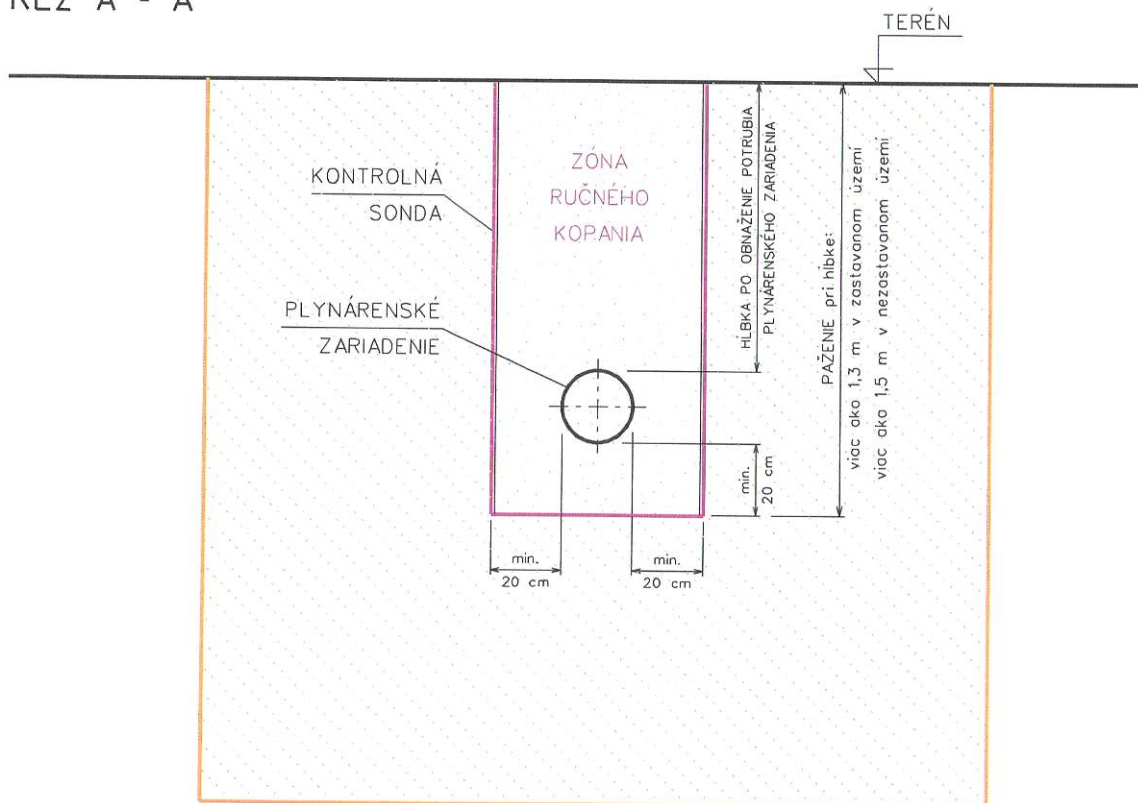 REZ A - A
TERÉN
KONTROLNÁ
SONDA
ZÓNA
RUČNÉHO
KOPANIA
PLYNÁRENSKÉ
ZARIADENIE
HĹBKA PO OBNAŽENIE POTRUBIA
PLYNÁRENSKÉHO ZARIADENIA
PAŽENIE pri hĺbke:
viac ako 1,3 m v zastavanom území
viac ako 1,5 m v nezastavanom území
min.
20 cm
min.
20 cm
min.
20 cm